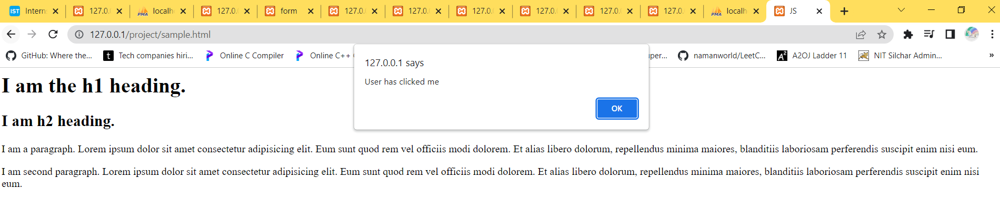 Intern
127.0.
localh
127.0.
form
127.0.
127.0.
127.0.
127.0.
127.0.
127.0.
localh
JS
127.0.0.1/project/sample.html
GitHub: Where the...
Tech companies hiri...
Online C Compiler
Online C++
uper...
namanworld/LeetC...
A2OJ Ladder 11
NIT Silchar Admin...
»
127.0.0.1 says
User has clicked me
OK
I am the h1 heading.
I am h2 heading.
I am a paragraph. Lorem ipsum dolor sit amet consectetur adipisicing elit. Eum sunt quod rem vel officiis modi dolorem. Et alias libero dolorum, repellendus minima maiores, blanditiis laboriosam perferendis suscipit enim nisi eum.
I am second paragraph. Lorem ipsum dolor sit amet consectetur adipisicing elit. Eum sunt quod rem vel officiis modi dolorem. Et alias libero dolorum, repellendus minima maiores, blanditiis laboriosam perferendis suscipit enim nisi
eum.